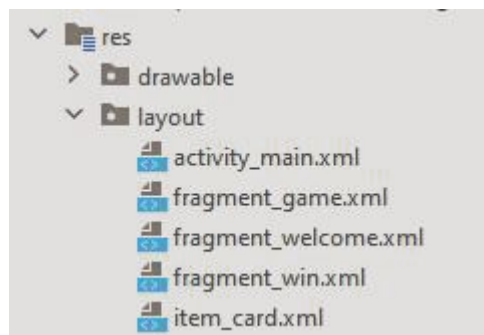 res
drawable
layout
activity_main.xml
fragment_game.xml
fragment_welcome.xml
fragment_win.xml
item_card.xml